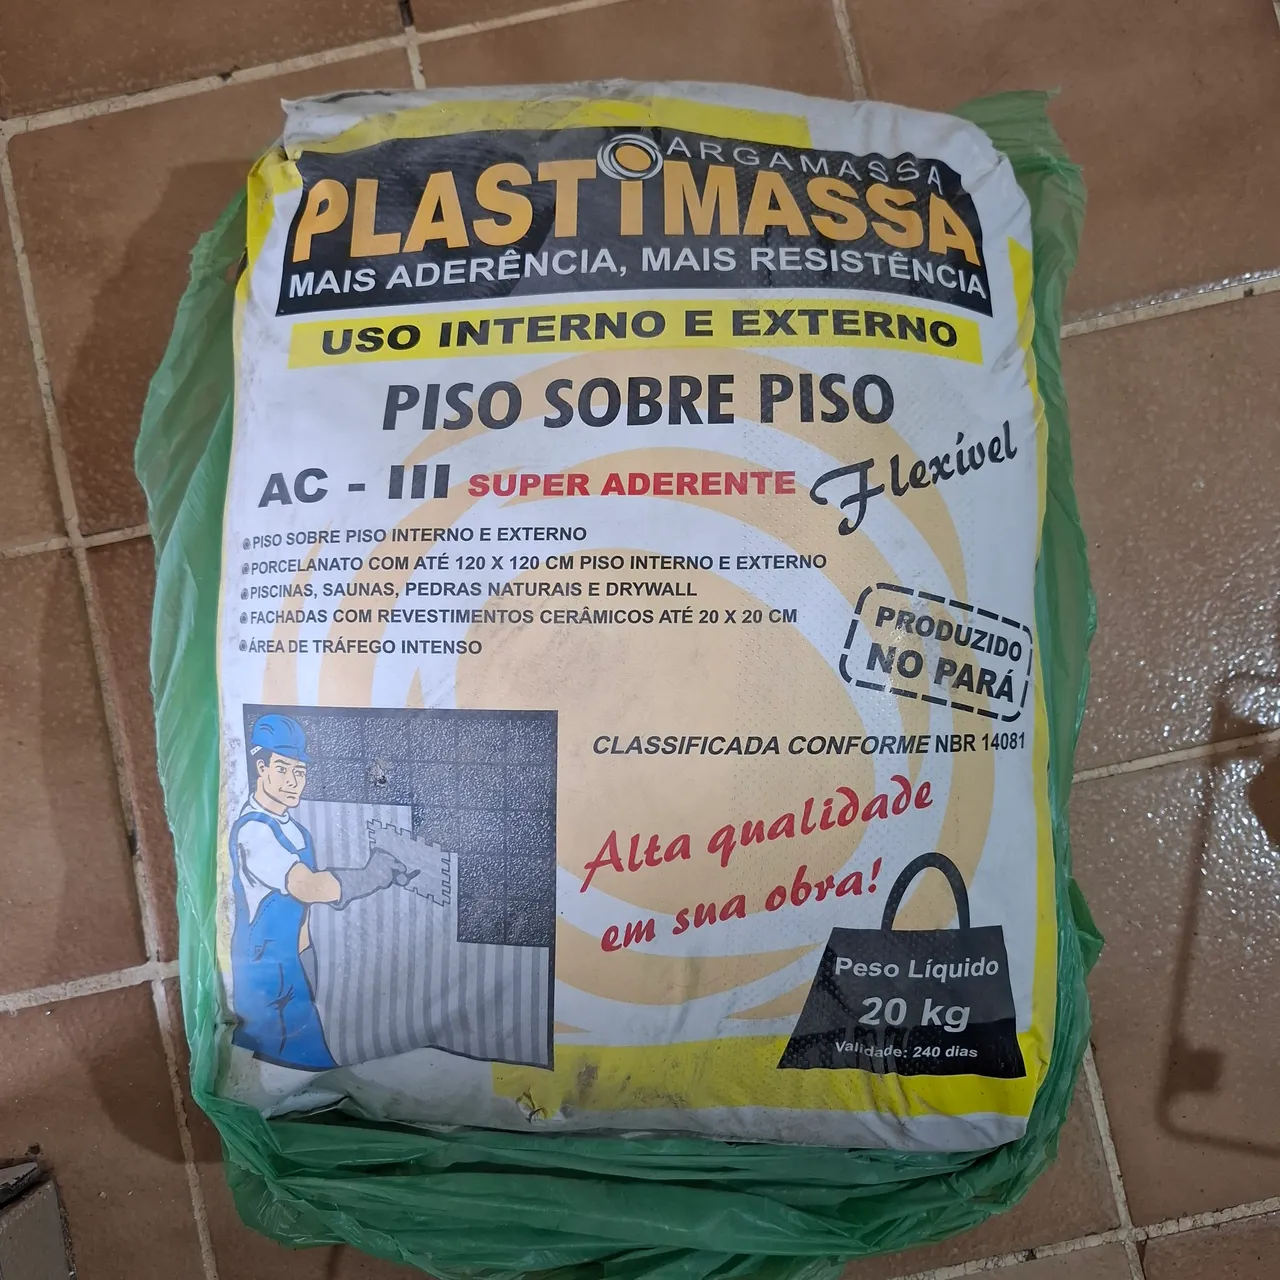 ARGAMASSA
PLASTIMASSA
MAIS ADERÊNCIA, MAIS RESISTÊNCIA
USO INTERNO E EXTERNO
PISO SOBRE PISO
AC - III SUPER ADERENTE Flexível
PISO SOBRE PISO INTERNO E EXTERNO
PORCELANATO COM ATÉ 120 X 120 CM PISO INTERNO E EXTERNO
PISCINAS, SAUNAS, PEDRAS NATURAIS E DRYWALL
FACHADAS COM REVESTIMENTOS CERÂMICOS ATÉ 20 X 20 CM
ÁREA DE TRÁFEGO INTENSO
PRODUZIDO
NO PARÁ
CLASSIFICADA CONFORME NBR 14081
Alta qualidade
em sua obra!
Peso Líquido
20 kg
Validade: 240 dias